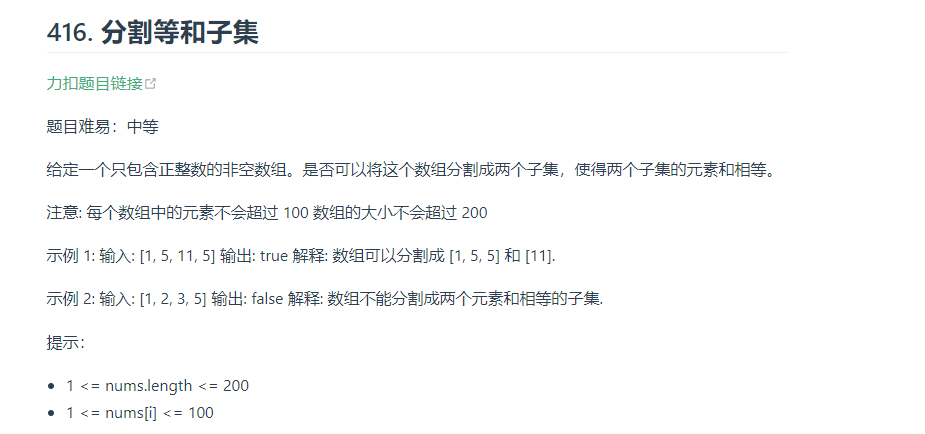 416. 分割等和子集
力扣题目链接
题目难易：中等
给定一个只包含正整数的非空数组。是否可以将这个数组分割成两个子集，使得两个子集的元素和相等。
注意: 每个数组中的元素不会超过 100 数组的大小不会超过 200
示例 1: 输入: [1, 5, 11, 5] 输出: true 解释: 数组可以分割成 [1, 5, 5] 和 [11].
示例 2: 输入: [1, 2, 3, 5] 输出: false 解释: 数组不能分割成两个元素和相等的子集.
提示：
• 1 <= nums.length <= 200
• 1 <= nums[i] <= 100